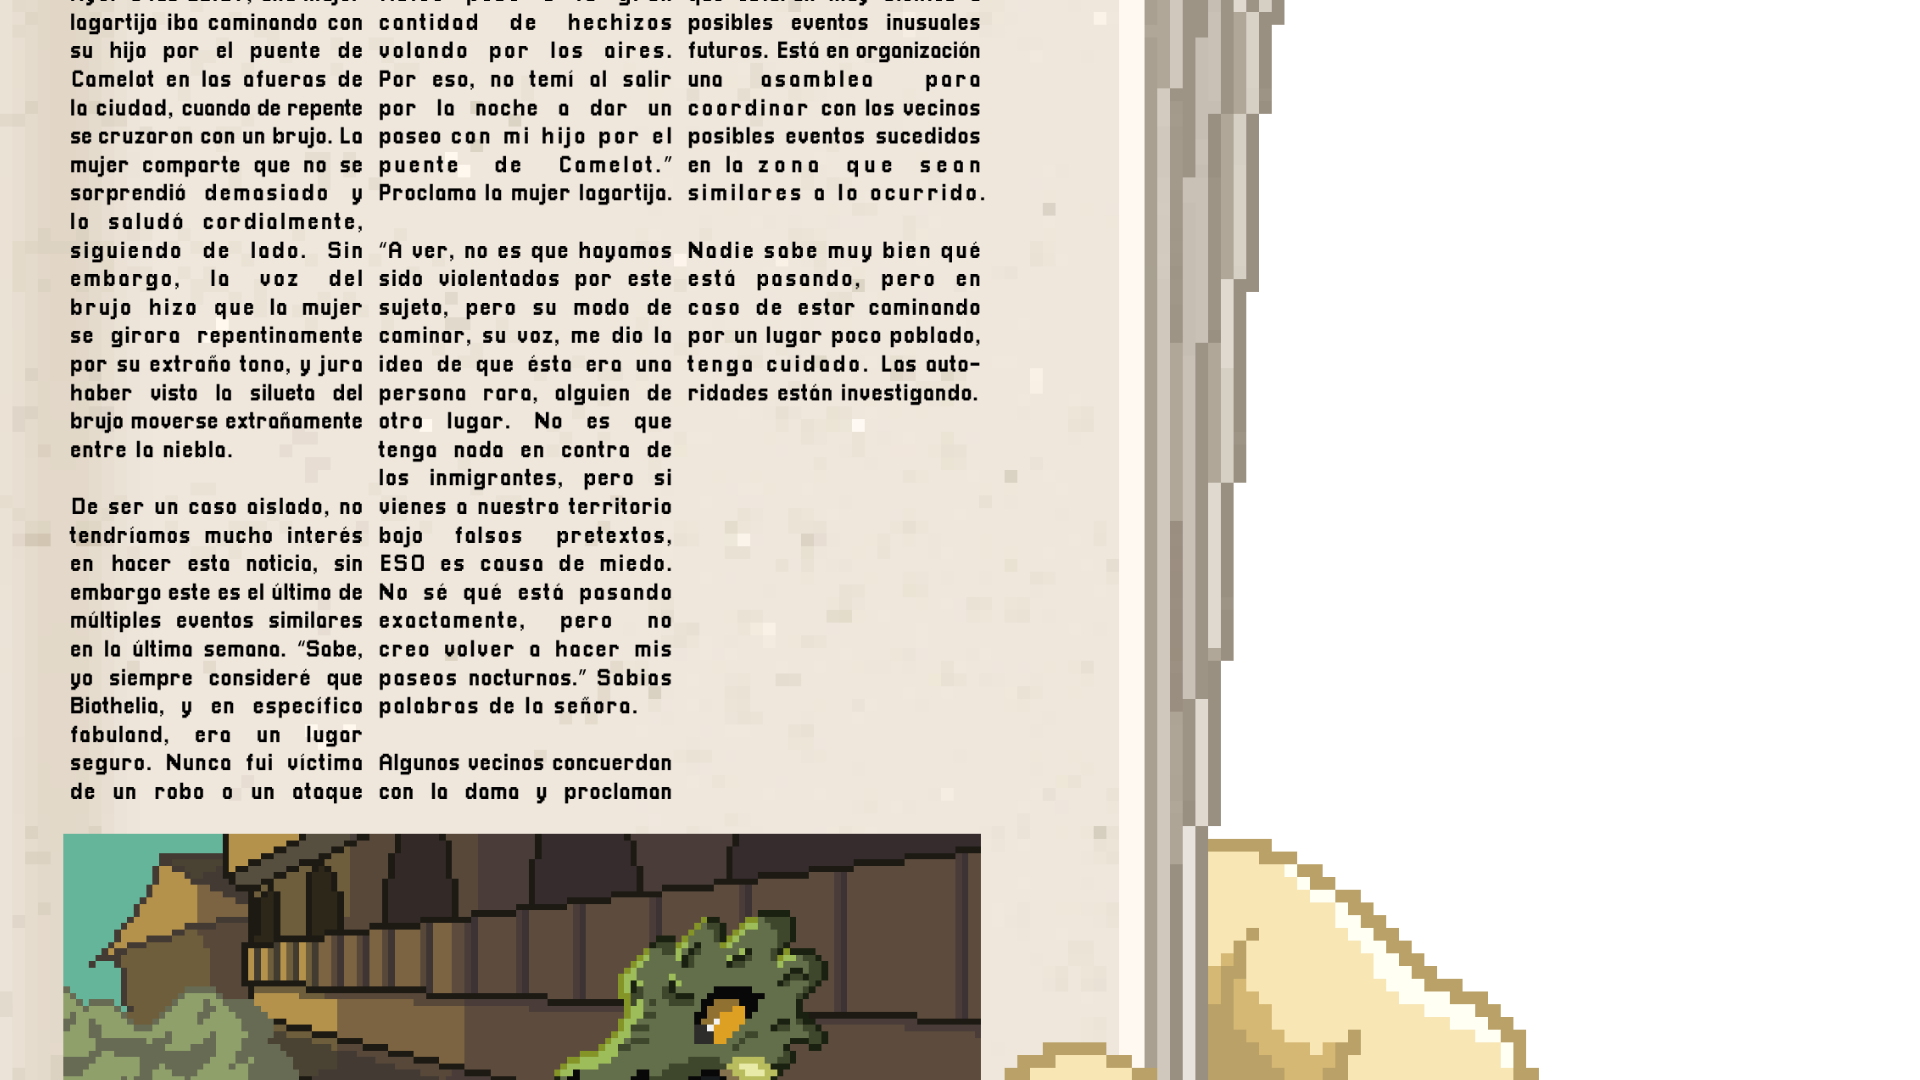 lagartija iba caminando con
su hijo por el puente de
Camelot en las afueras de
la ciudad, cuando de repente
se cruzaron con un brujo. La
mujer comparte que no se
sorprendió demasiado y
lo saludó cordialmente,
siguiendo de lado. Sin
embargo, la voz del
brujo hizo que la mujer
se girara repentinamente
por su extraño tono, y jura
haber visto la silueta del
brujo moverse extrañamente
entre la niebla.
De ser un caso aislado, no
tendríamos mucho interés
en hacer esta noticia, sin
embargo este es el último de
múltiples eventos similares
en la última semana. "Sabe,
yo siempre consideré que
Biothelia, y en específico
fabuland, era un lugar
seguro. Nunca fui víctima
de un robo o un ataque
cantidad de hechizos
volando por los aires.
Por eso, no temí al salir
por la noche a dar un
paseo con mi hijo por el
puente de Camelot."
Proclama la mujer lagartija.
"A ver, no es que hayamos
sido violentados por este
sujeto, pero su modo de
caminar, su voz, me dio la
idea de que ésta era una
persona rara, alguien de
otro lugar. No es que
tenga nada en contra de
los inmigrantes, pero si
vienes a nuestro territorio
bajo falsos pretextos,
ESO es causa de miedo.
No sé qué está pasando
exactamente, pero no
creo volver a hacer mis
paseos nocturnos." Sabias
palabras de la señora.
Algunos vecinos concuerdan
con la dama y proclaman
posibles eventos inusuales
futuros. Está en organización
una asamblea para
coordinar con los vecinos
posibles eventos sucedidos
en la zona que sean
similares a lo ocurrido.
Nadie sabe muy bien qué
está pasando, pero en
caso de estar caminando
por un lugar poco poblado,
tenga cuidado. Las auto-
ridades están investigando.